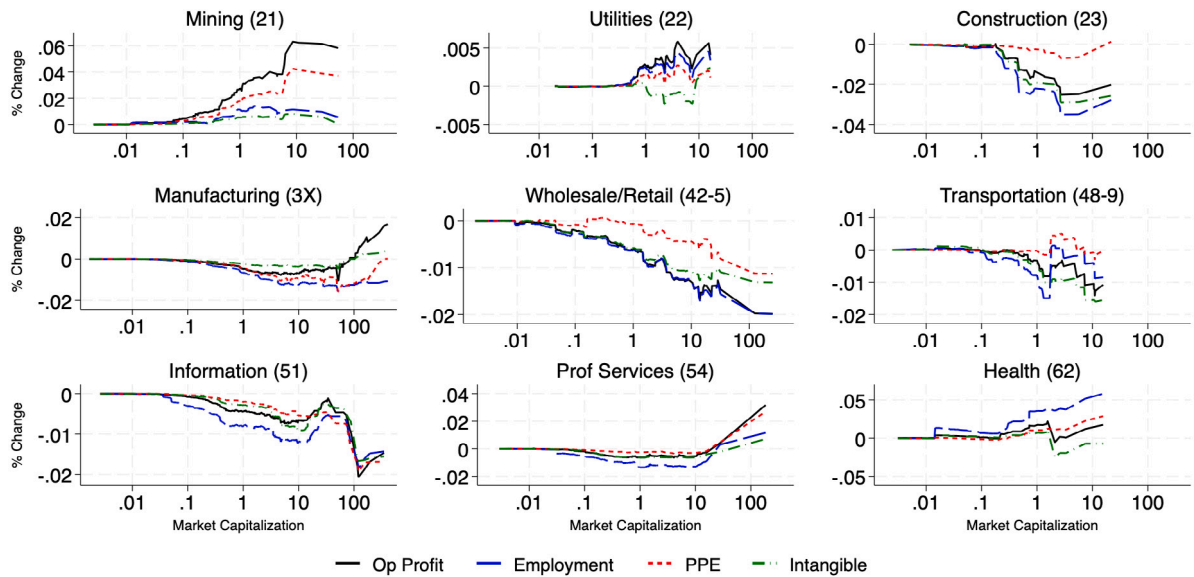 Mining (21)
Utilities (22)
Construction (23)
% Change
.06
.04
.02
0
.005
0
-.005
0
-.02
-.04
.01 .1 1 10 100
.01 .1 1 10 100
.01 .1 1 10 100
Manufacturing (3X)
Wholesale/Retail (42-5)
Transportation (48-9)
% Change
.02
0
-.02
0
-.01
-.02
.01
0
-.01
.02
.01 .1 1 10 100
.01 .1 1 10 100
.01 .1 1 10 100
Information (51)
Prof Services (54)
Health (62)
% Change
0
-.01
-.02
.04
.02
0
-.02
.05
0
-.05
.01 .1 1 10 100
.01 .1 1 10 100
.01 .1 1 10 100
Market Capitalization
Market Capitalization
Market Capitalization
Op Profit Employment PPE Intangible